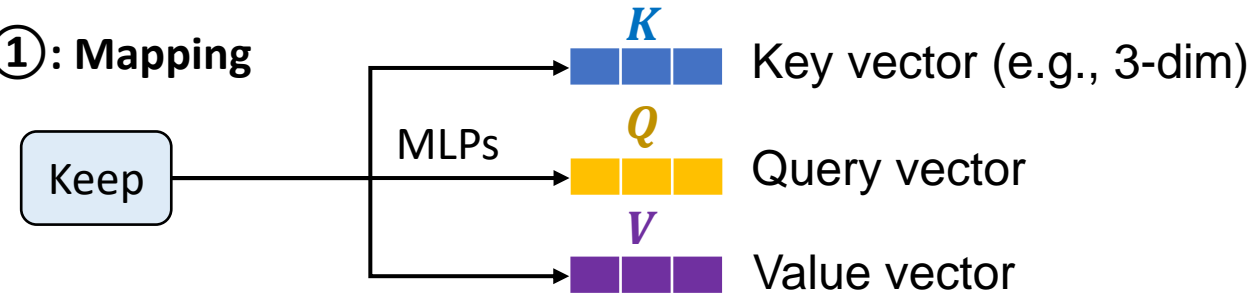 ①: Mapping
K
Key vector (e.g., 3-dim)
Keep
MLPs
Q
Query vector
V
Value vector